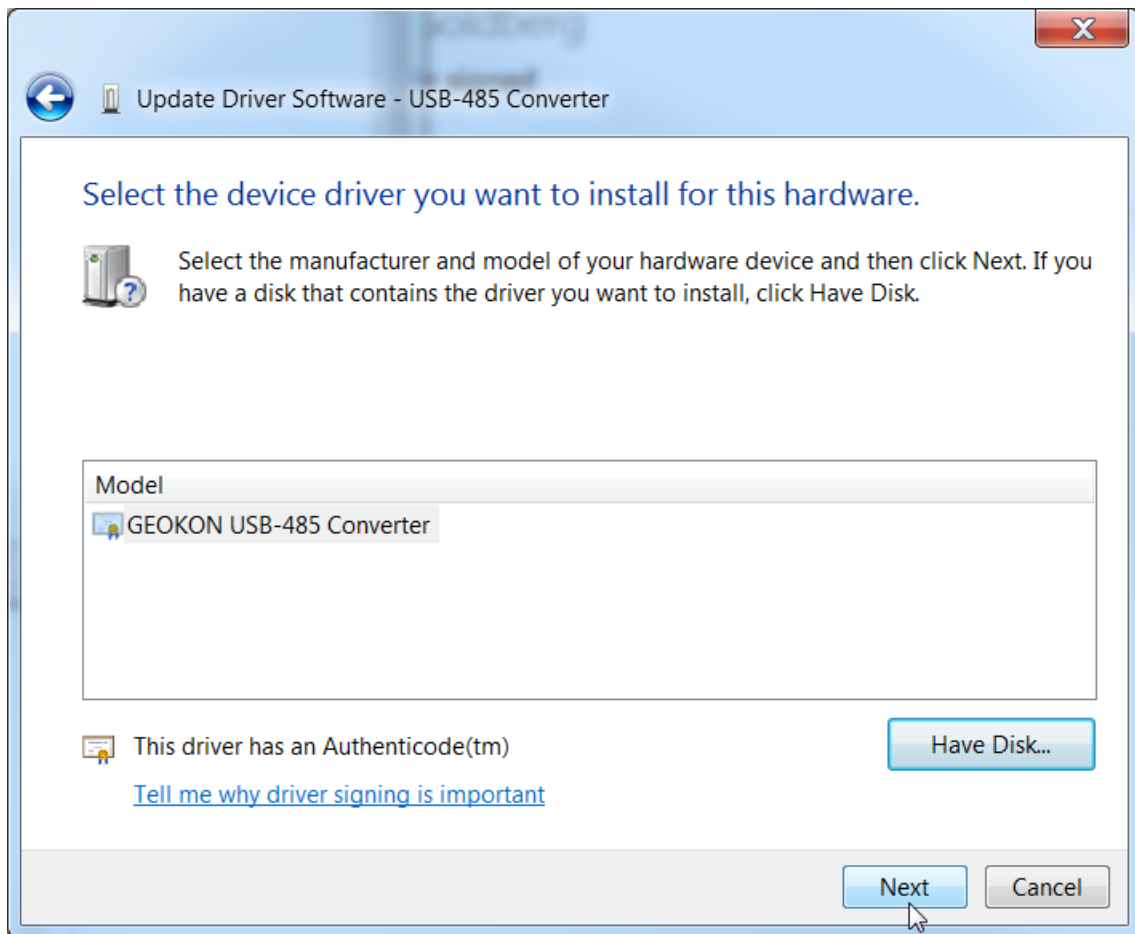 Goldberg
signed
X
Update Driver Software - USB-485 Converter
Select the device driver you want to install for this hardware.
Select the manufacturer and model of your hardware device and then click Next. If you
have a disk that contains the driver you want to install, click Have Disk.
?
Model
GEOKON USB-485 Converter
This driver has an Authenticode(tm)
Have Disk...
Tell me why driver signing is important
Next
Cancel